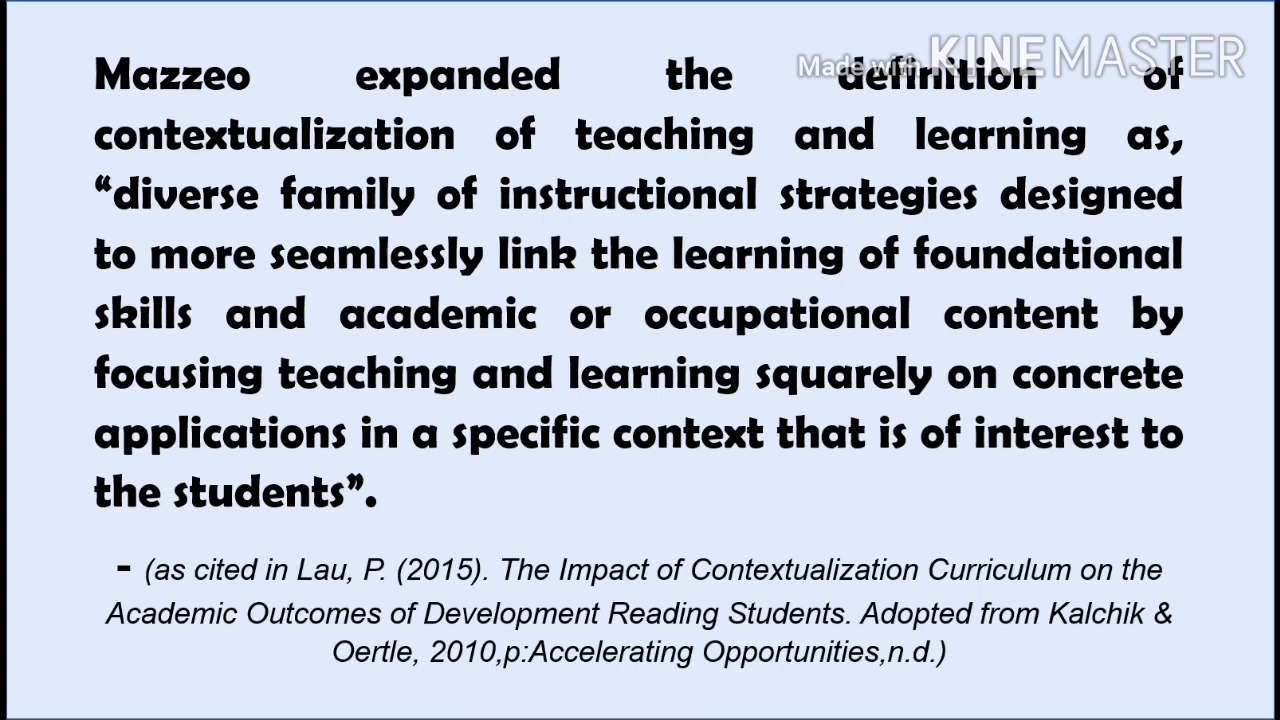 Made with KINEMASTER
Mazzeo expanded the definition of
contextualization of teaching and learning as,
“diverse family of instructional strategies designed
to more seamlessly link the learning of foundational
skills and academic or occupational content by
focusing teaching and learning squarely on concrete
applications in a specific context that is of interest to
the students”.
- (as cited in Lau, P. (2015). The Impact of Contextualization Curriculum on the
Academic Outcomes of Development Reading Students. Adopted from Kalchik &
Oertle, 2010,p:Accelerating Opportunities,n.d.)